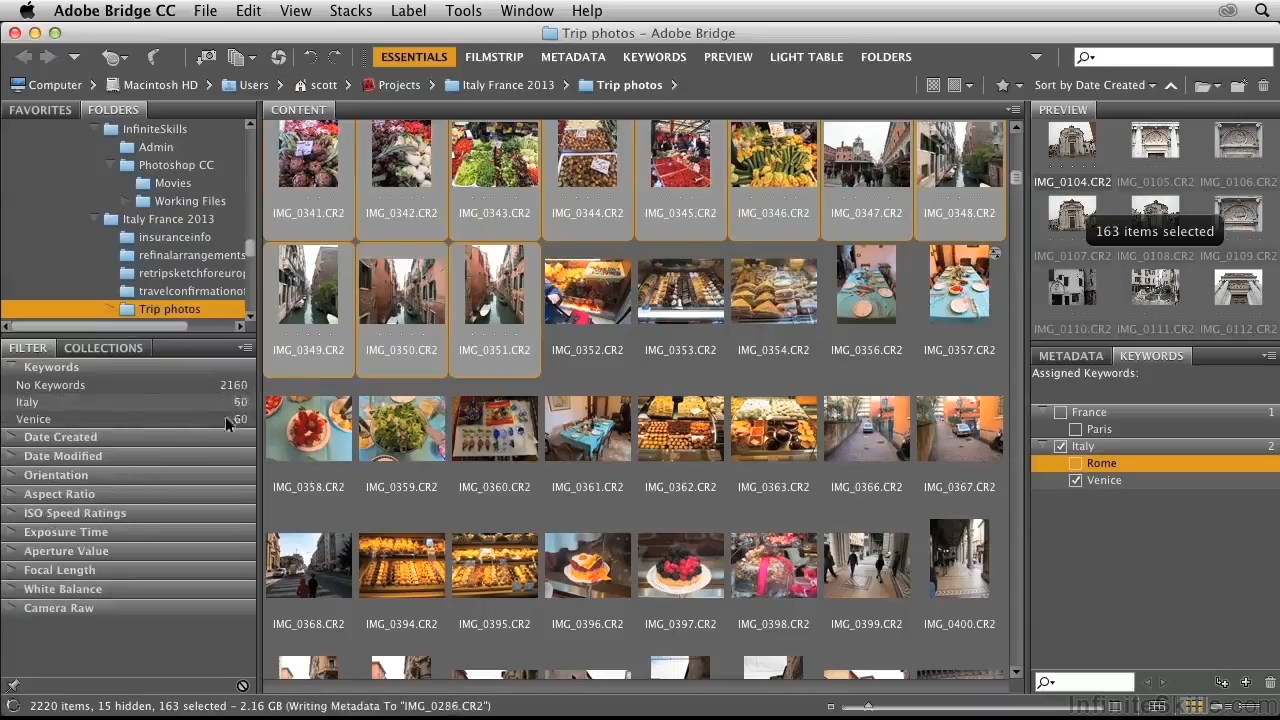 Adobe Bridge CC File Edit View Stacks Label Tools Window Help
Trip photos – Adobe Bridge
ESSENTIALS FILMSTRIP METADATA KEYWORDS PREVIEW LIGHT TABLE FOLDERS
Computer Macintosh HD Users scott Projects Italy France 2013 Trip photos Sort by Date Created
FAVORITES FOLDERS
InfiniteSkills
Admin
Photoshop CC
Movies
Working Files
Italy France 2013
insuranceinfo
refinalarrangements
retripsketchforeurop
travelconfirmation
Trip photos
FILTER COLLECTIONS
Keywords
No Keywords 2160
Italy 60
Venice 60
Date Created
Date Modified
Orientation
Aspect Ratio
ISO Speed Ratings
Exposure Time
Aperture Value
Focal Length
White Balance
Camera Raw
CONTENT
IMG_0341.CR2 IMG_0342.CR2 IMG_0343.CR2 IMG_0344.CR2 IMG_0345.CR2 IMG_0346.CR2 IMG_0347.CR2 IMG_0348.CR2
IMG_0349.CR2 IMG_0350.CR2 IMG_0351.CR2 IMG_0352.CR2 IMG_0353.CR2 IMG_0354.CR2 IMG_0356.CR2 IMG_0357.CR2
IMG_0358.CR2 IMG_0359.CR2 IMG_0360.CR2 IMG_0361.CR2 IMG_0362.CR2 IMG_0363.CR2 IMG_0366.CR2 IMG_0367.CR2
IMG_0368.CR2 IMG_0394.CR2 IMG_0395.CR2 IMG_0396.CR2 IMG_0397.CR2 IMG_0398.CR2 IMG_0399.CR2 IMG_0400.CR2
PREVIEW
IMG_0104.CR2 IMG_0105.CR2 IMG_0106.CR2
163 items selected
IMG_0107.CR2 IMG_0108.CR2 IMG_0109.CR2
IMG_0110.CR2 IMG_0111.CR2 IMG_0112.CR2
METADATA KEYWORDS
Assigned Keywords:
France 1
Paris
Italy 2
Rome
Venice
2220 items, 15 hidden, 163 selected - 2.16 GB (Writing Metadata To "IMG_0286.CR2")
InfiniteSkills.com